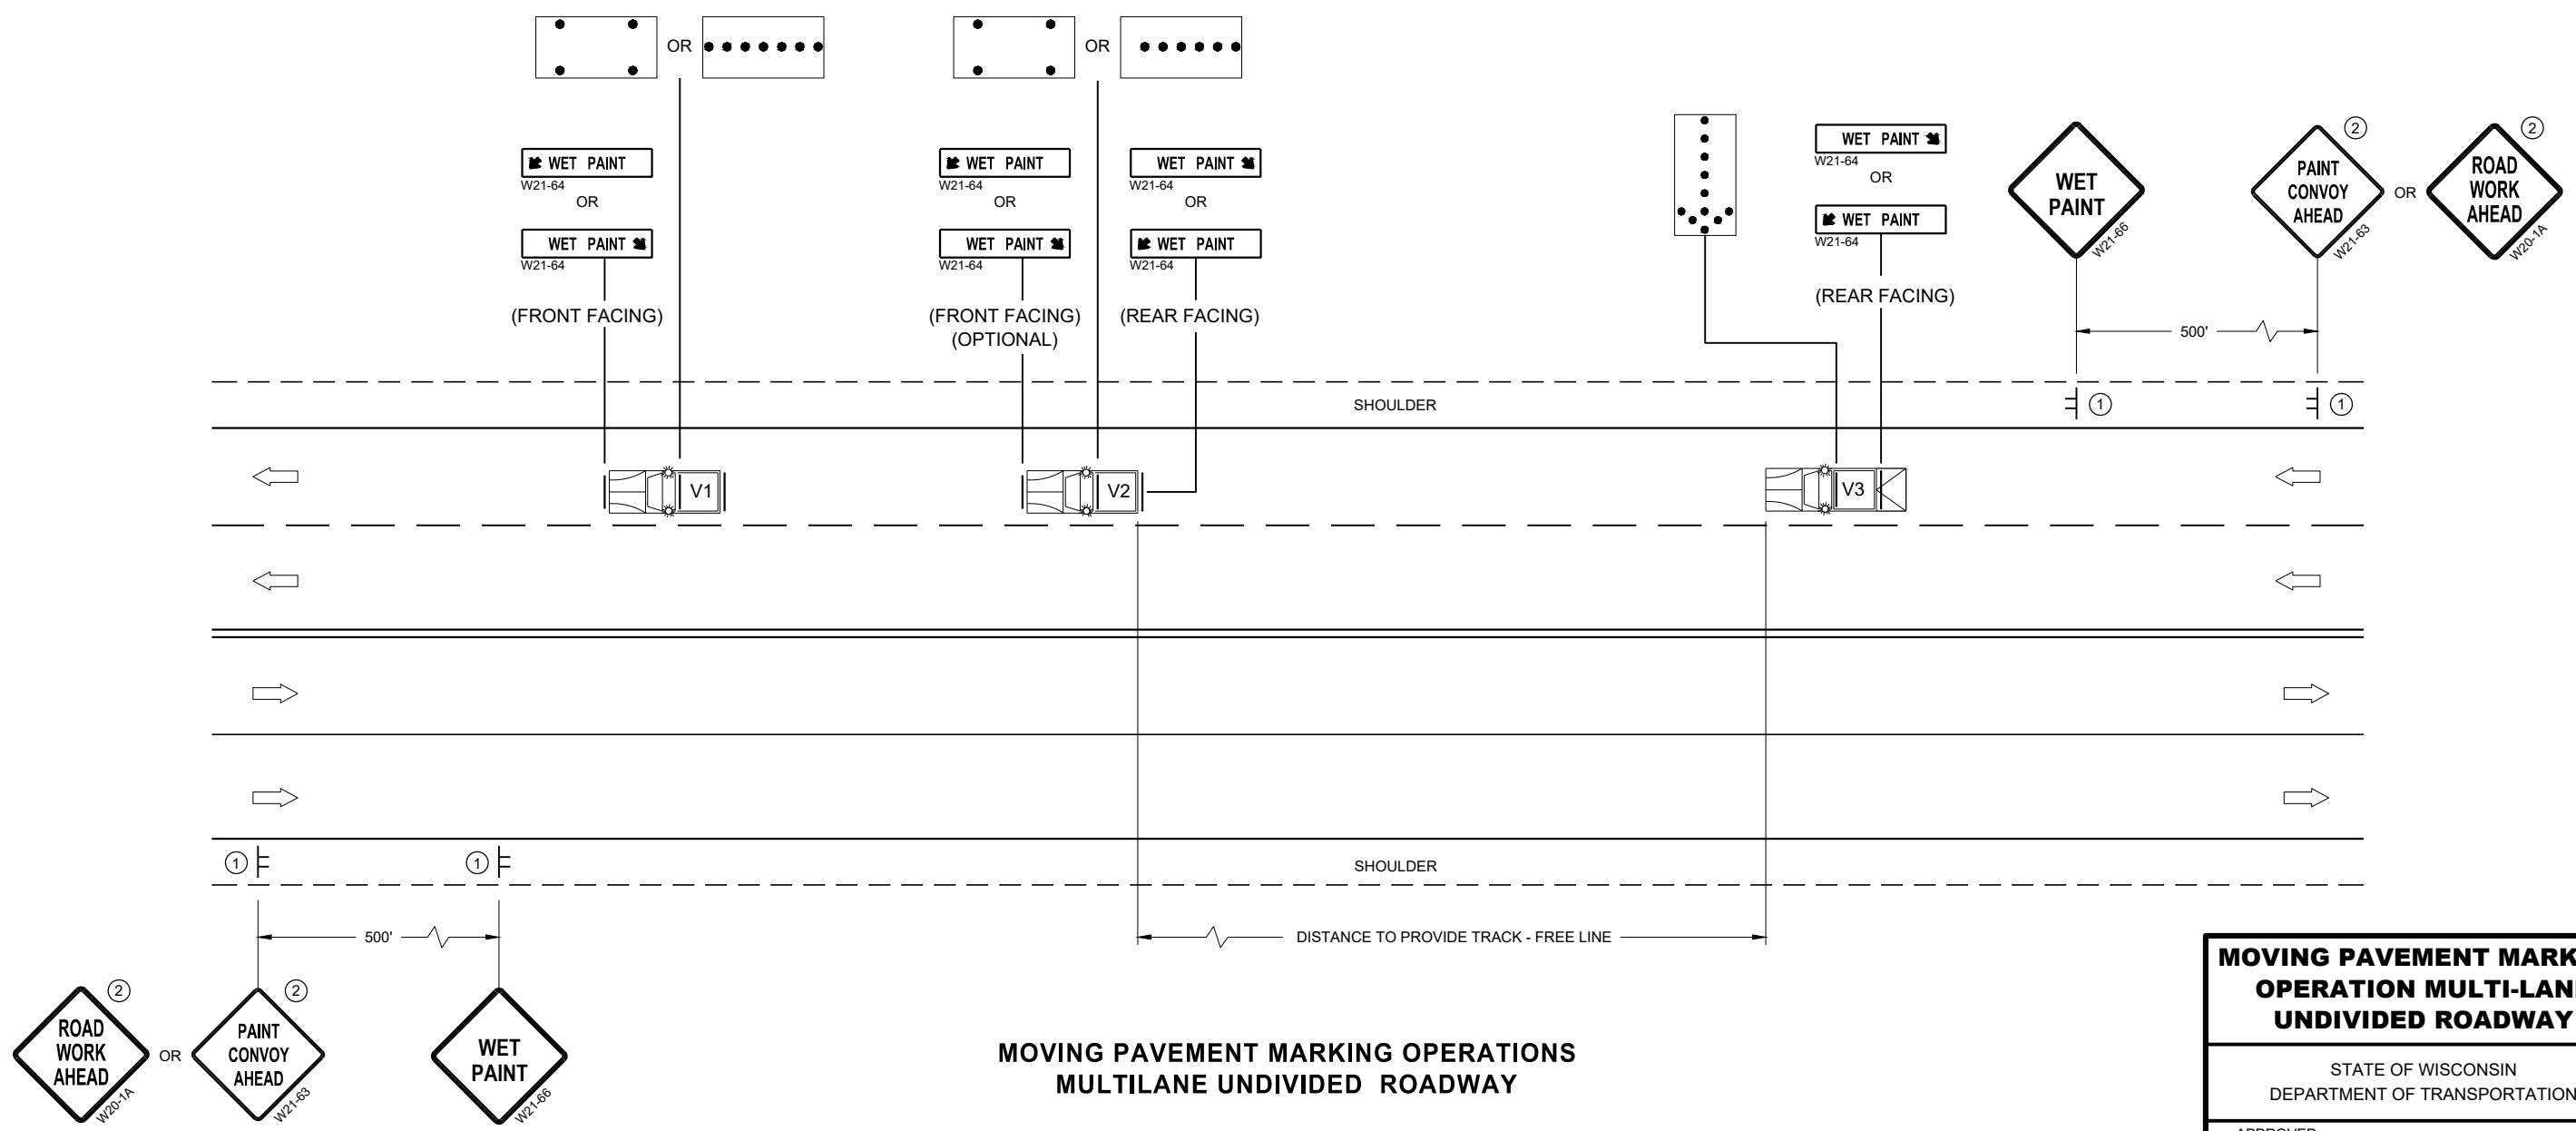 OR
OR
WET PAINT
W21-64
OR
WET PAINT
W21-64
(FRONT FACING)
WET PAINT
W21-64
OR
WET PAINT
W21-64
(FRONT FACING)
(OPTIONAL)
WET PAINT
W21-64
OR
WET PAINT
W21-64
(REAR FACING)
WET PAINT
W21-64
OR
WET PAINT
W21-64
(REAR FACING)
WET
PAINT
W21-66
2
PAINT
CONVOY
AHEAD
W21-63
OR
2
ROAD
WORK
AHEAD
W20-1A
500'
SHOULDER
1
1
V1
V2
V3
1
1
SHOULDER
500'
DISTANCE TO PROVIDE TRACK - FREE LINE
2
ROAD
WORK
AHEAD
W20-1A
OR
2
PAINT
CONVOY
AHEAD
W21-63
WET
PAINT
W21-66
MOVING PAVEMENT MARKING OPERATIONS
MULTILANE UNDIVIDED ROADWAY
MOVING PAVEMENT MARK
OPERATION MULTI-LAN
UNDIVIDED ROADWAY
STATE OF WISCONSIN
DEPARTMENT OF TRANSPORTATION